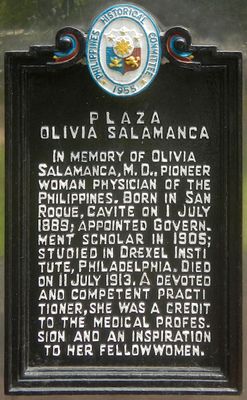 PHILIPPINES HISTORICAL COMMITTEE
1955
PLAZA
OLIVIA SALAMANCA
IN MEMORY OF OLIVIA
SALAMANCA, M. D., PIONEER
WOMAN PHYSICIAN OF THE
PHILIPPINES. BORN IN SAN
ROQUE, CAVITE ON 1 JULY
1889; APPOINTED GOVERN-
MENT SCHOLAR IN 1905;
STUDIED IN DREXEL INSTI
TUTE, PHILADELPHIA. DIED
ON 11 JULY 1913. A DEVOTED
AND COMPETENT PRACTI
TIONER, SHE WAS A CREDIT
TO THE MEDICAL PROFES-
SION AND AN INSPIRATION
TO HER FELLOWWOMEN.